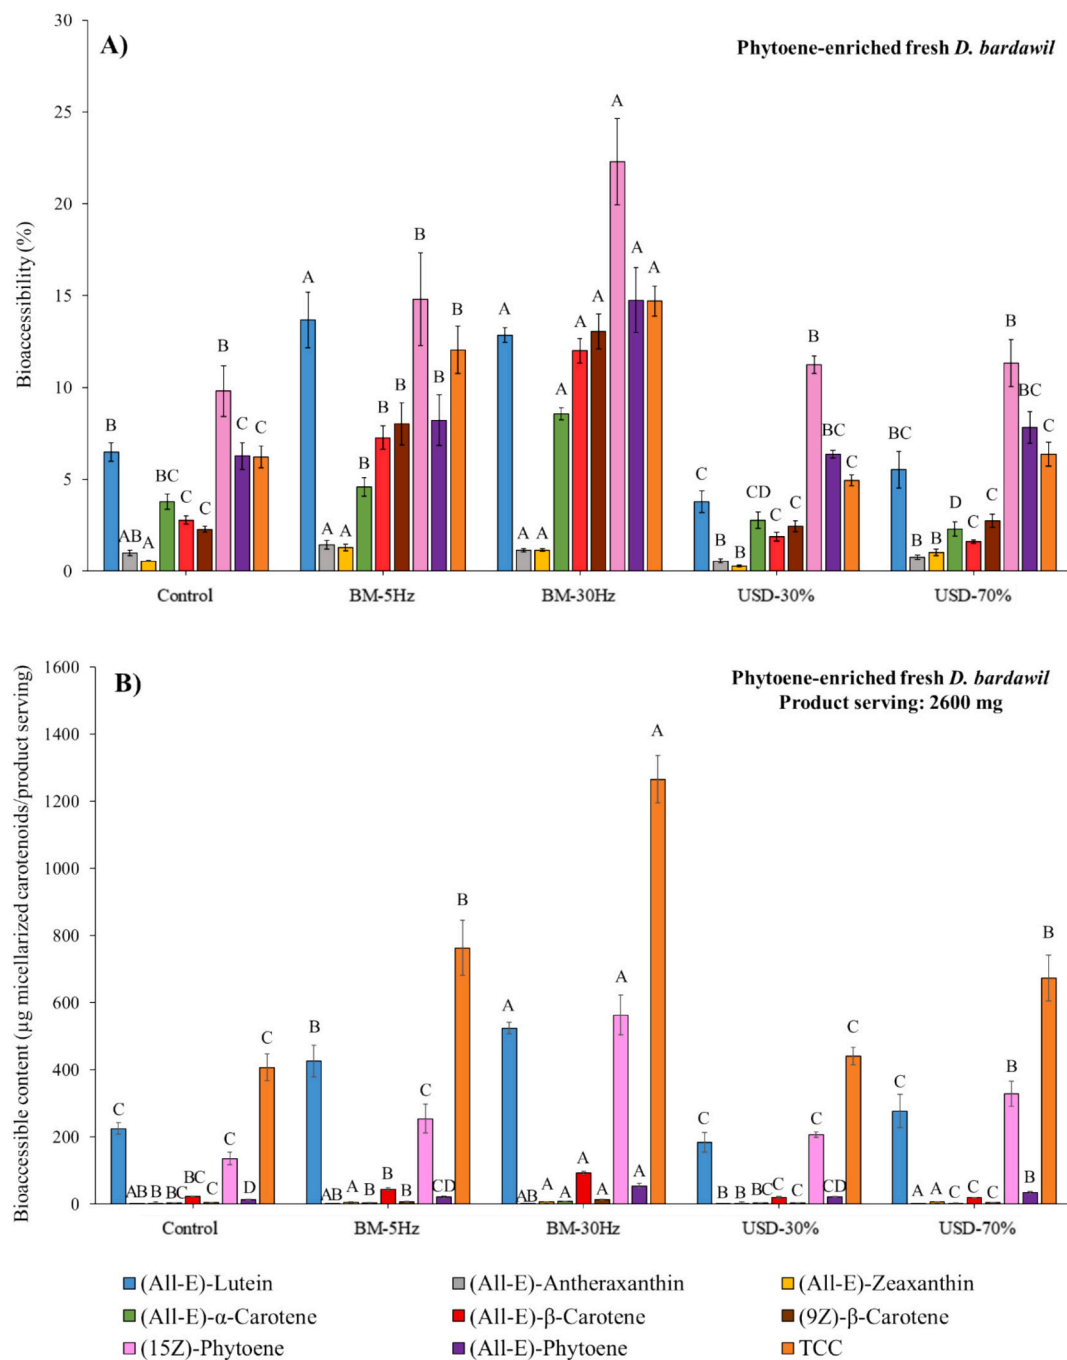 A)
Phytoene-enriched fresh D. bardawil
Bioaccessibility (%)
30
25
20
15
10
5
0
B
AB
A
BC
C
C
B
C
C
A
A
A
B
B
B
B
B
B
A
A
A
A
A
A
A
A
A
C
B
B
CD
C
C
B
BC
C
BC
B
B
D
C
C
B
BC
C
Control
BM-5Hz
BM-30Hz
USD-30%
USD-70%
B)
Phytoene-enriched fresh D. bardawil
Product serving: 2600 mg
Bioaccessible content (µg micellarized carotenoids/product serving)
1600
1400
1200
1000
800
600
400
200
0
C
AB
B
BC
BC
C
C
D
C
B
AB
A
B
B
B
C
CD
B
A
AB
A
A
A
A
A
A
A
C
B
B
BC
C
C
C
CD
C
C
A
A
C
C
C
B
B
B
Control
BM-5Hz
BM-30Hz
USD-30%
USD-70%
(All-E)-Lutein
(All-E)-Antheraxanthin
(All-E)-Zeaxanthin
(All-E)-α-Carotene
(All-E)-β-Carotene
(9Z)-β-Carotene
(15Z)-Phytoene
(All-E)-Phytoene
TCC